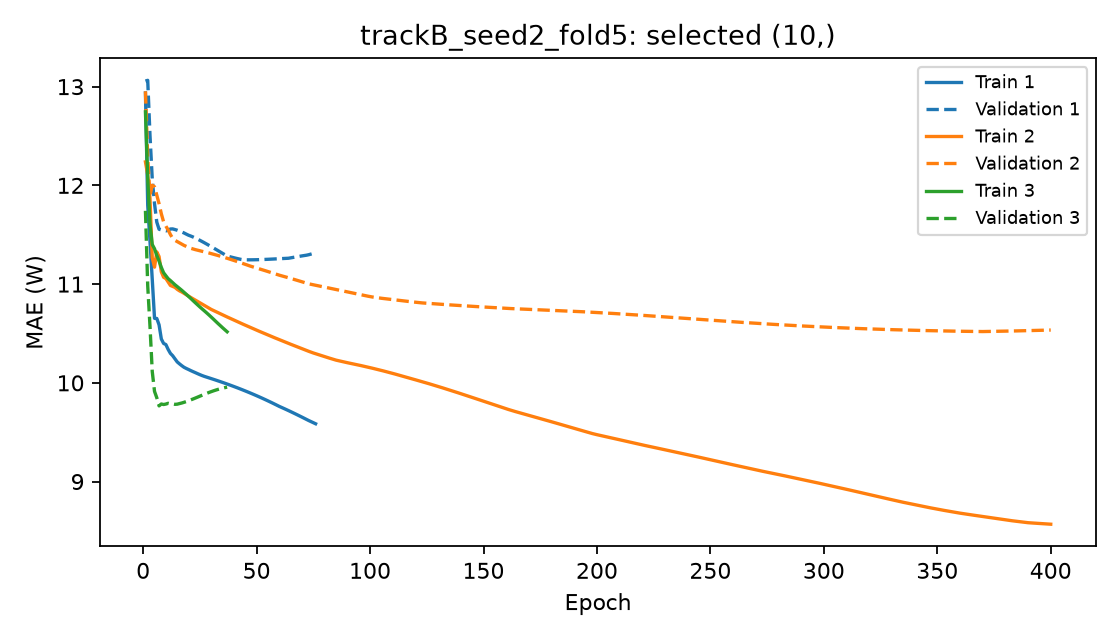 trackB_seed2_fold5: selected (10,)
Train 1
Validation 1
Train 2
Validation 2
Train 3
Validation 3
MAE (W)
13
12
11
10
9
0 50 100 150 200 250 300 350 400
Epoch